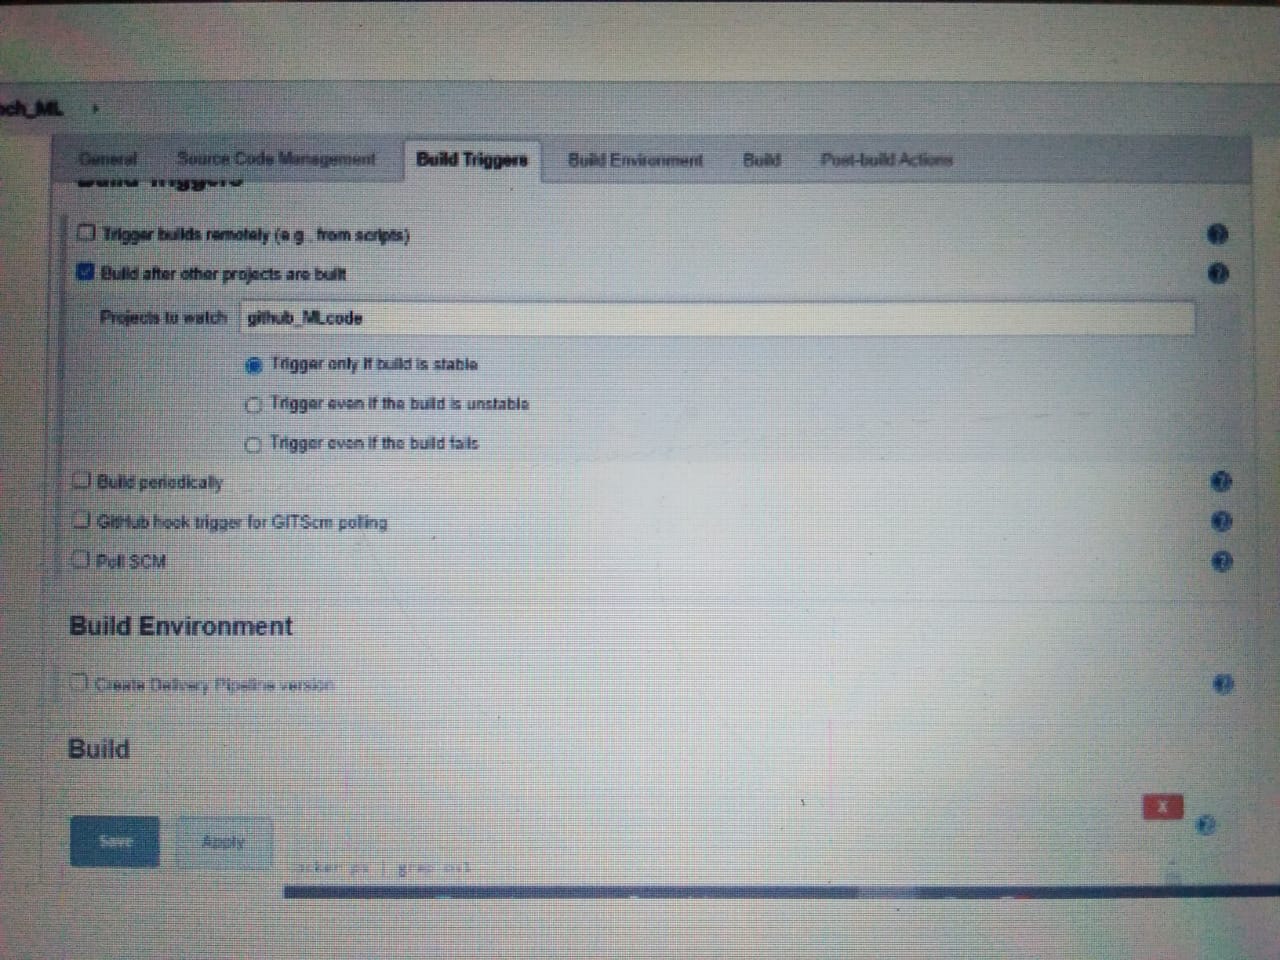 General Source Code Management Build Triggers Build Environment Build Post-build Actions
Build Triggers
Trigger builds remotely (e.g., from scripts)
Build after other projects are built
Projects to watch github_MLcode
Trigger only if build is stable
Trigger even if the build is unstable
Trigger even if the build fails
Build periodically
GitHub hook trigger for GITScm polling
Poll SCM
Build Environment
Create Delivery Pipeline version
Build
X
Save Apply